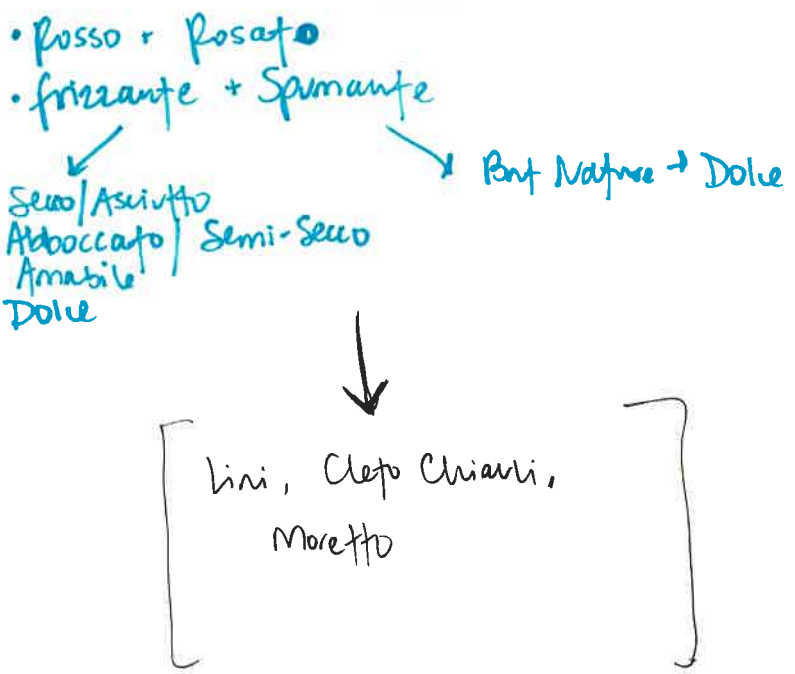 • Rosso + Rosato
• frizzante + Spumante
Brut Nature → Dolce
Secco/Asciutto
Abboccato / Semi-Secco
Amabile
Dolce
Lini, Cleto Chiarli,
Moretto